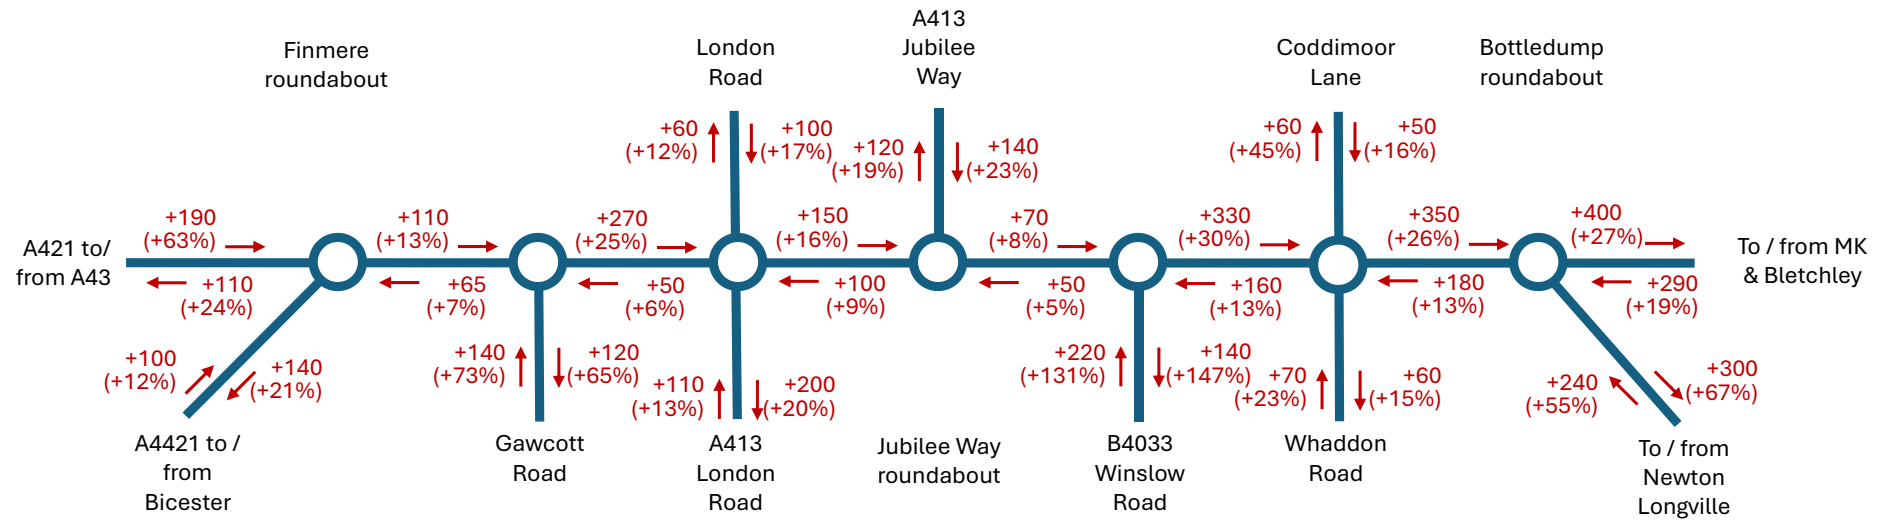 Finmere
roundabout
London
Road
A413
Jubilee
Way
Coddimoor
Lane
Bottledump
roundabout
+60
(+12%)
+100
(+17%)
+120
(+19%)
+140
(+23%)
+60
(+45%)
+50
(+16%)
A421 to/
from A43
+190
(+63%)
+110
(+13%)
+270
(+25%)
+150
(+16%)
+70
(+8%)
+330
(+30%)
+350
(+26%)
+400
(+27%)
To / from MK
& Bletchley
+110
(+24%)
+65
(+7%)
+50
(+6%)
+100
(+9%)
+50
(+5%)
+160
(+13%)
+180
(+13%)
+290
(+19%)
+100
(+12%)
+140
(+21%)
+140
(+73%)
+120
(+65%)
+110
(+13%)
+200
(+20%)
+220
(+131%)
+140
(+147%)
+70
(+23%)
+60
(+15%)
+240
(+55%)
+300
(+67%)
A4421 to /
from
Bicester
Gawcott
Road
A413
London
Road
Jubilee Way
roundabout
B4033
Winslow
Road
Whaddon
Road
To / from
Newton
Longville